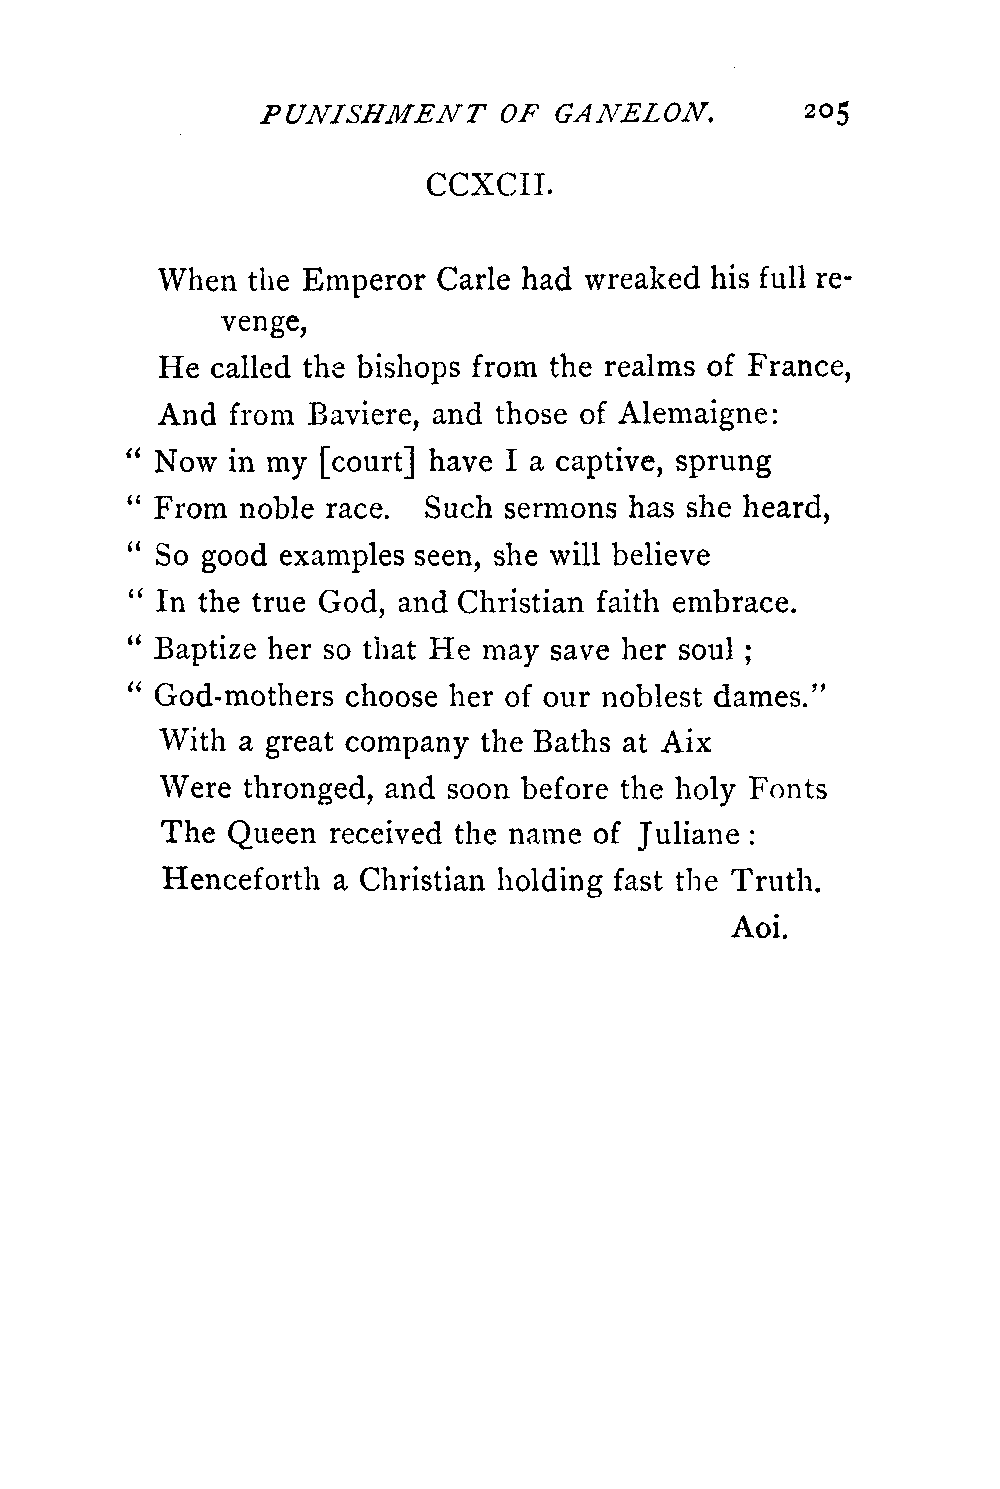 PUNISHMENT OF GANELON. 205
CCXCII.
When the Emperor Carle had wreaked his full re-
venge,
He called the bishops from the realms of France,
And from Baviere, and those of Alemaigne:
“ Now in my [court] have I a captive, sprung
“ From noble race. Such sermons has she heard,
“ So good examples seen, she will believe
“ In the true God, and Christian faith embrace.
“ Baptize her so that He may save her soul ;
“ God-mothers choose her of our noblest dames.”
With a great company the Baths at Aix
Were thronged, and soon before the holy Fonts
The Queen received the name of Juliane :
Henceforth a Christian holding fast the Truth.
Aoi.